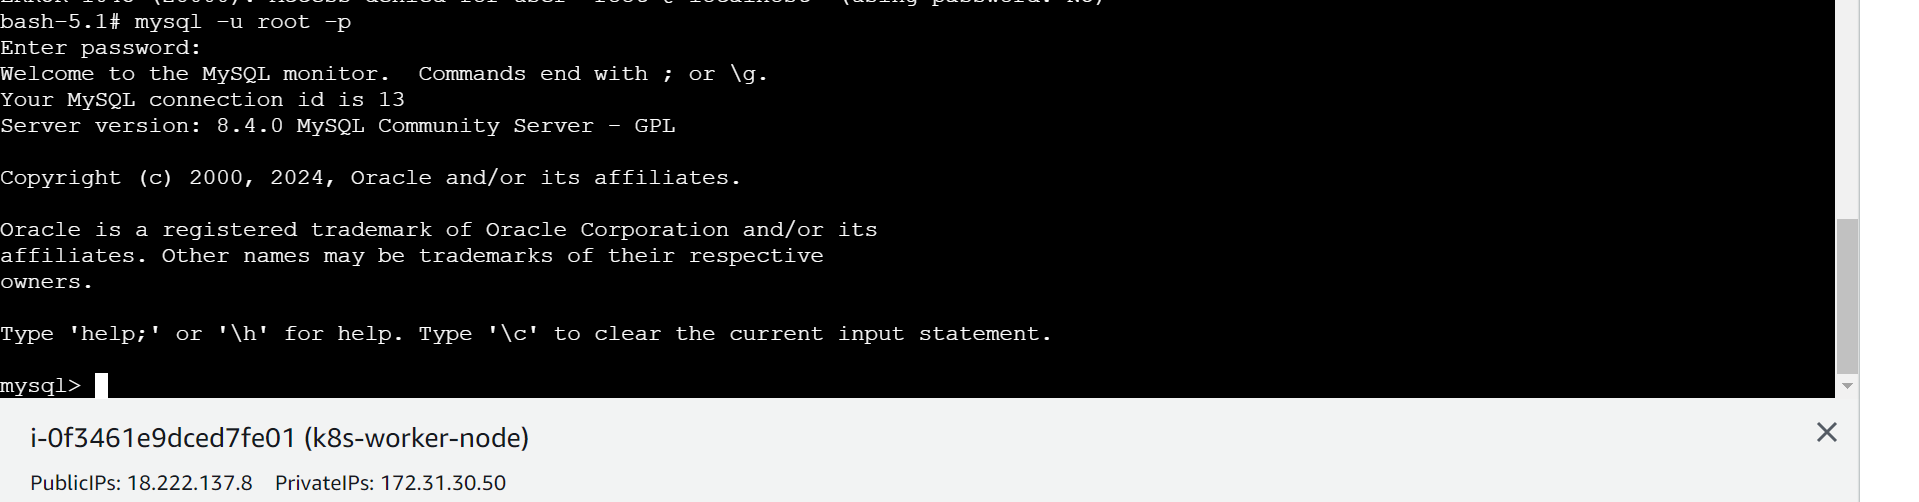 bash-5.1# mysql -u root -p
Enter password:
Welcome to the MySQL monitor.  Commands end with ; or \g.
Your MySQL connection id is 13
Server version: 8.4.0 MySQL Community Server - GPL
Copyright (c) 2000, 2024, Oracle and/or its affiliates.
Oracle is a registered trademark of Oracle Corporation and/or its
affiliates. Other names may be trademarks of their respective
owners.
Type 'help;' or '\h' for help. Type '\c' to clear the current input statement.
mysql>
i-0f3461e9dced7fe01 (k8s-worker-node)
PublicIPs: 18.222.137.8    PrivateIPs: 172.31.30.50